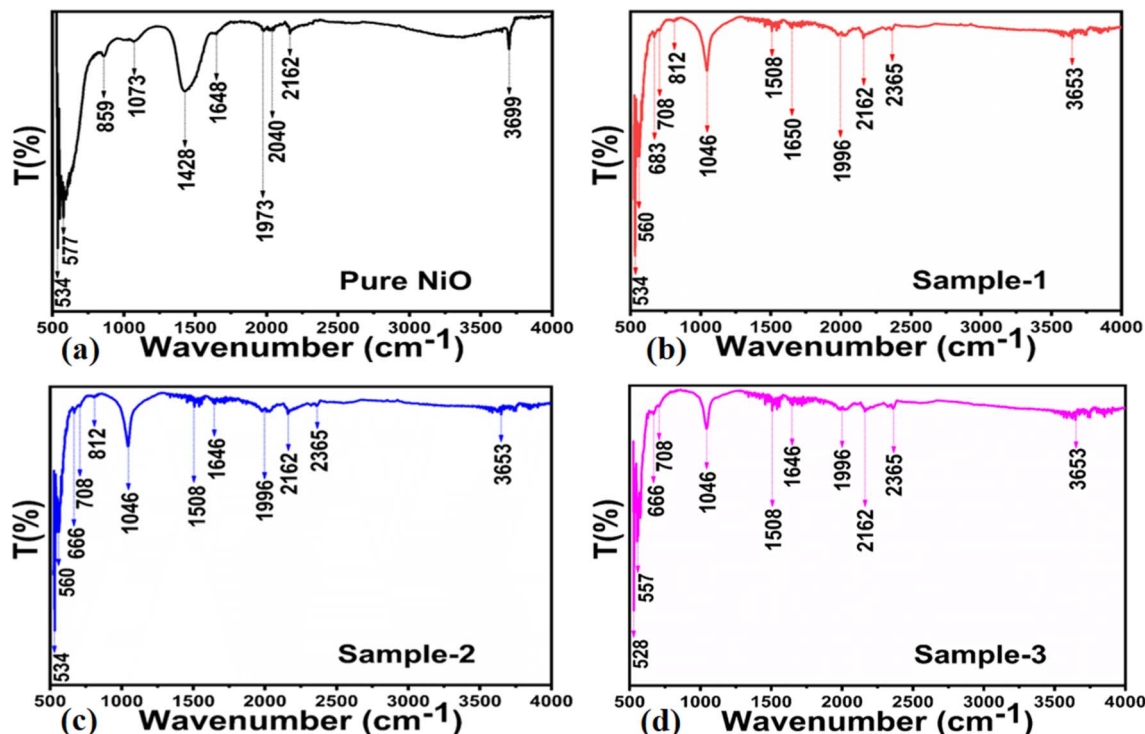 T(%)
534
577
859
1073
1428
1648
1973
2040
2162
3699
Pure NiO
500 1000 1500 2000 2500 3000 3500 4000
(a) Wavenumber (cm-1)
T(%)
534
560
683
708
812
1046
1508
1650
1996
2162
2365
3653
Sample-1
500 1000 1500 2000 2500 3000 3500 4000
(b) Wavenumber (cm-1)
T(%)
534
560
666
708
812
1046
1508
1646
1996
2162
2365
3653
Sample-2
500 1000 1500 2000 2500 3000 3500 4000
(c) Wavenumber (cm-1)
T(%)
528
557
666
708
1046
1508
1646
1996
2162
2365
3653
Sample-3
500 1000 1500 2000 2500 3000 3500 4000
(d) Wavenumber (cm-1)